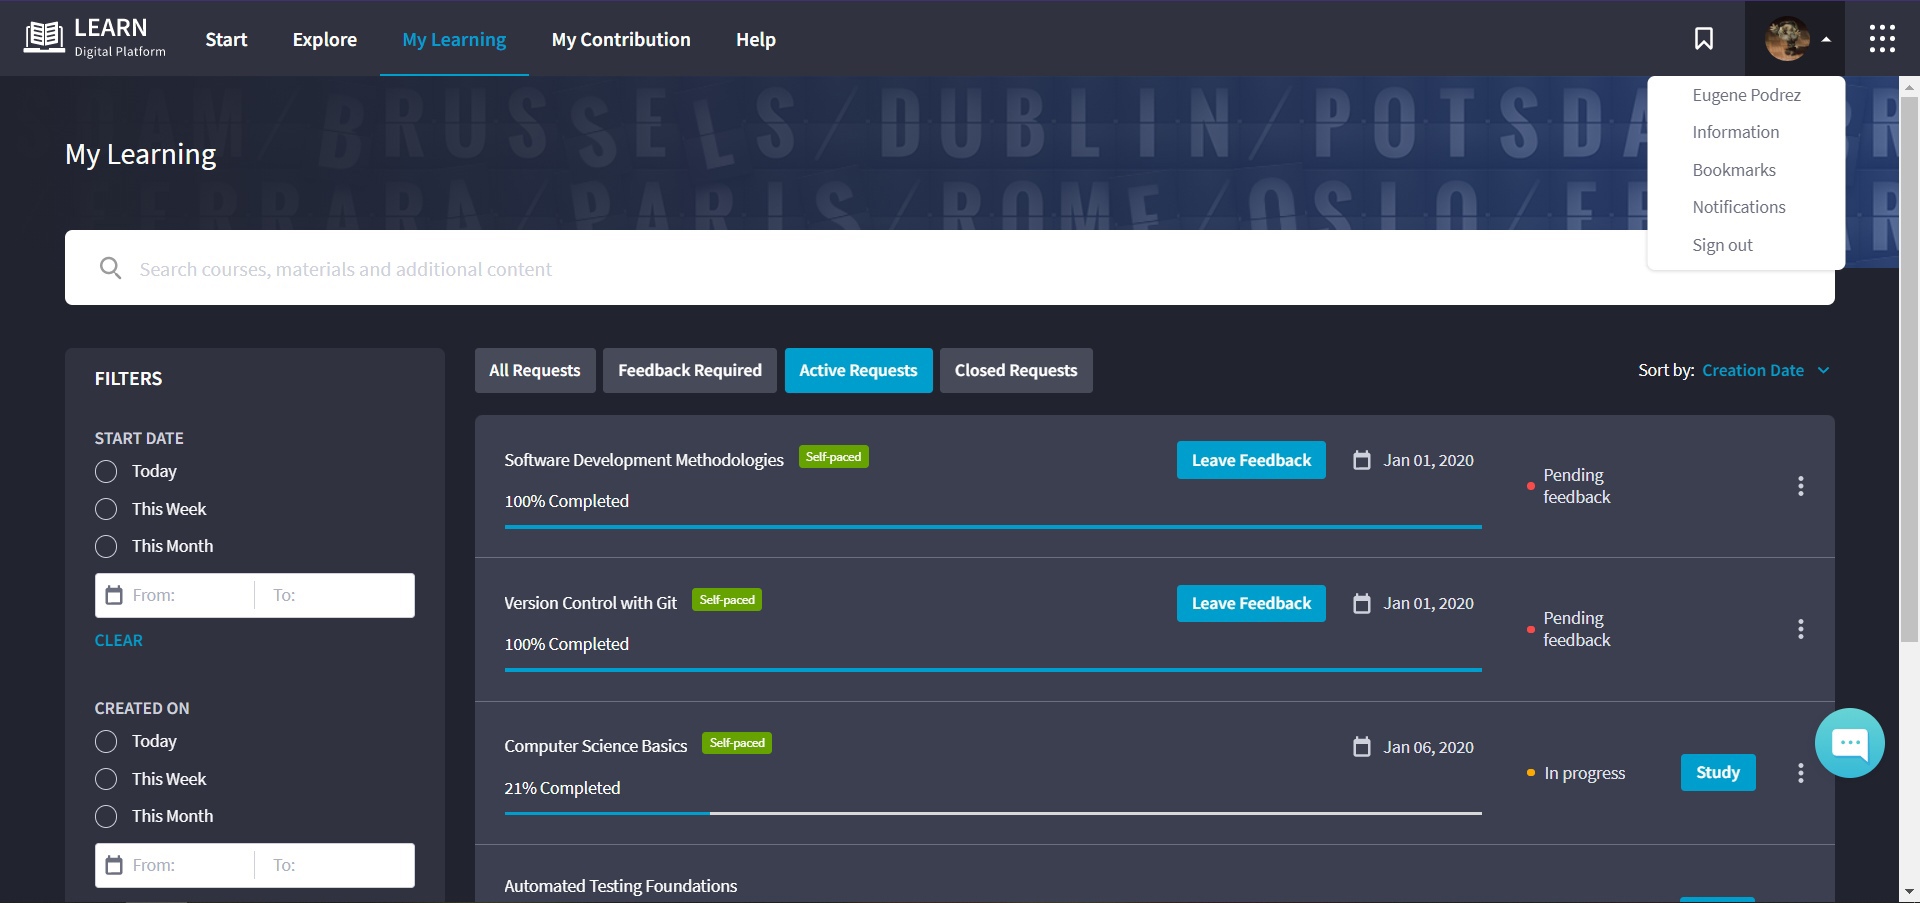 LEARN
Digital Platform
Start
Explore
My Learning
My Contribution
Help
Eugene Podrez
Information
Bookmarks
Notifications
Sign out
BRUSSELS/DUBLIN/POTSDA
FERRARA/PARIS/ROME/OSLO/
My Learning
Search courses, materials and additional content
FILTERS
START DATE
Today
This Week
This Month
From:
To:
CLEAR
CREATED ON
Today
This Week
This Month
From:
To:
All Requests
Feedback Required
Active Requests
Closed Requests
Sort by: Creation Date
Software Development Methodologies
Self-paced
Leave Feedback
Jan 01, 2020
Pending
feedback
100% Completed
Version Control with Git
Self-paced
Leave Feedback
Jan 01, 2020
Pending
feedback
100% Completed
Computer Science Basics
Self-paced
Jan 06, 2020
In progress
Study
21% Completed
Automated Testing Foundations